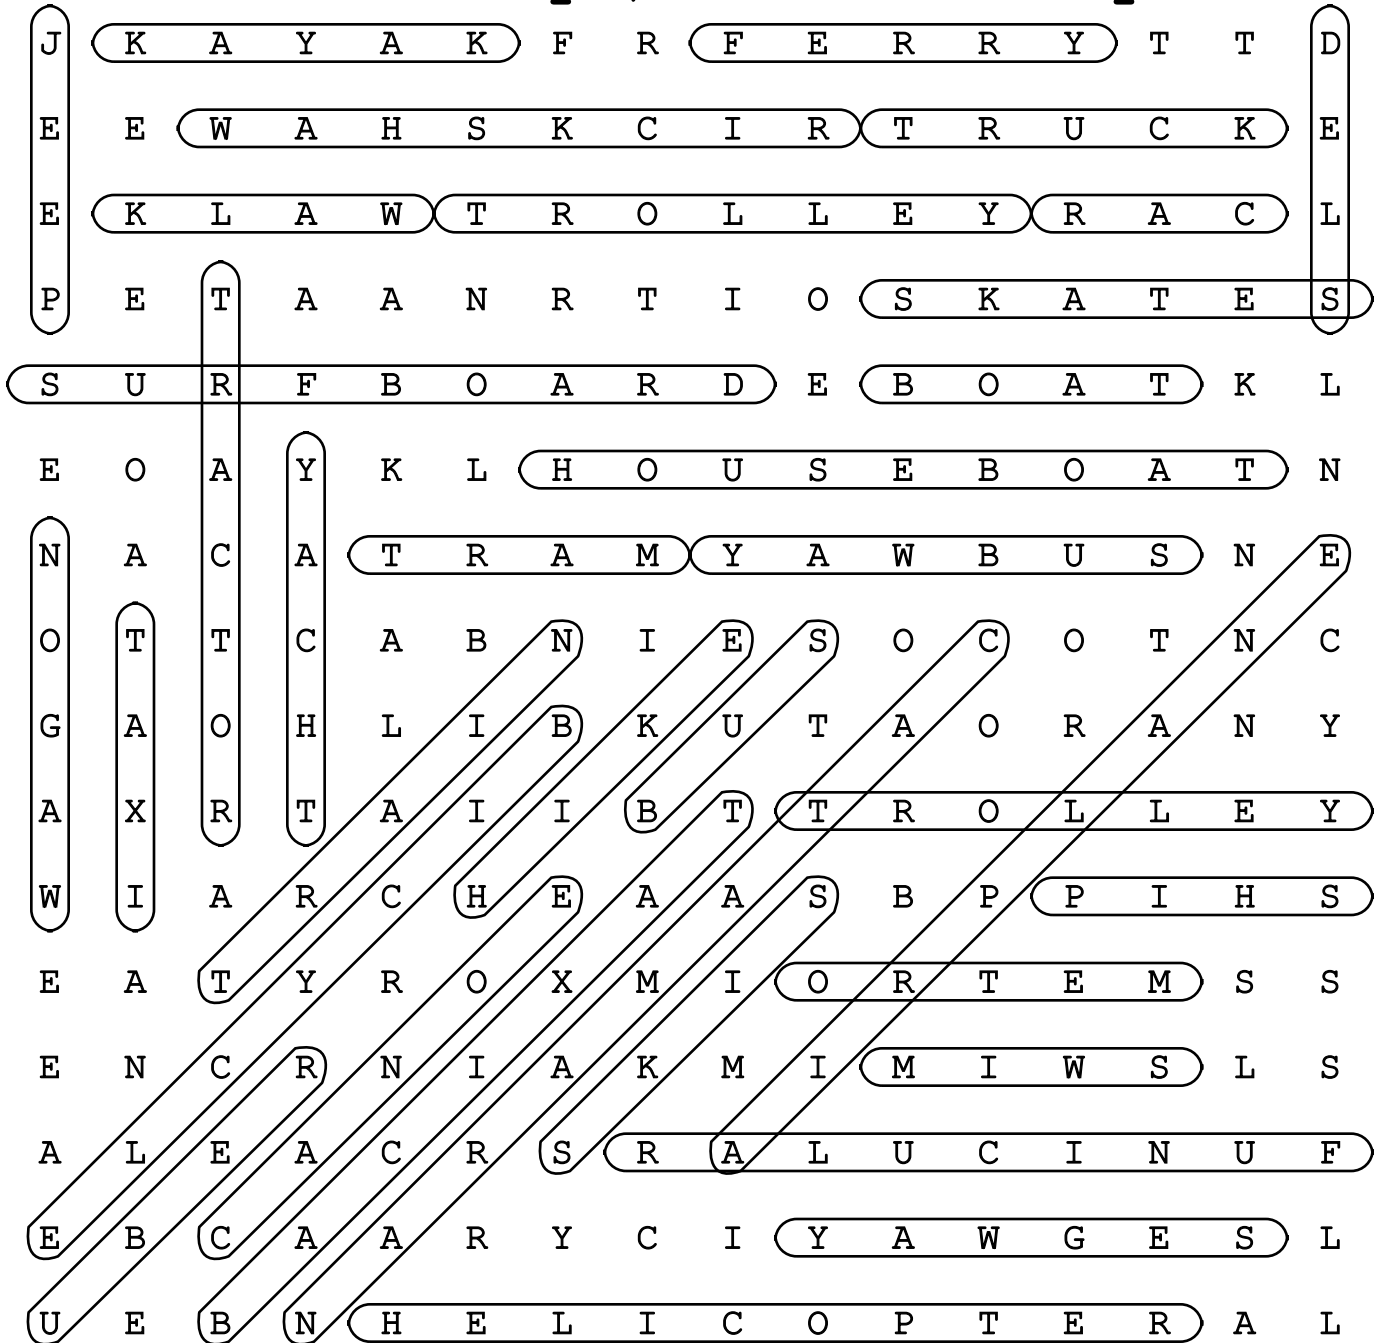 J K A Y A K F R F E R R Y T T D
E E W A H S K C I R T R U C K E
E K L A W T R O L L E Y R A C L
P E T A A N R T I O S K A T E S
S U R F B O A R D E B O A T K L
E O A Y K L H O U S E B O A T N
N A C A T R A M Y A W B U S N E
O T T C A B N I E S O C O T N C
G A O H L I B K U T A O R A N Y
A X R T A I I B T T R O L L E Y
W I A R C H E A A S B P P I H S
E A T Y R O X M I O R T E M S S
E N C R N I A K M I M I W S L S
A L E A C R S R A L U C I N U F
E B C A A R Y C I Y A W G E S L
U E B N H E L I C O P T E R A L